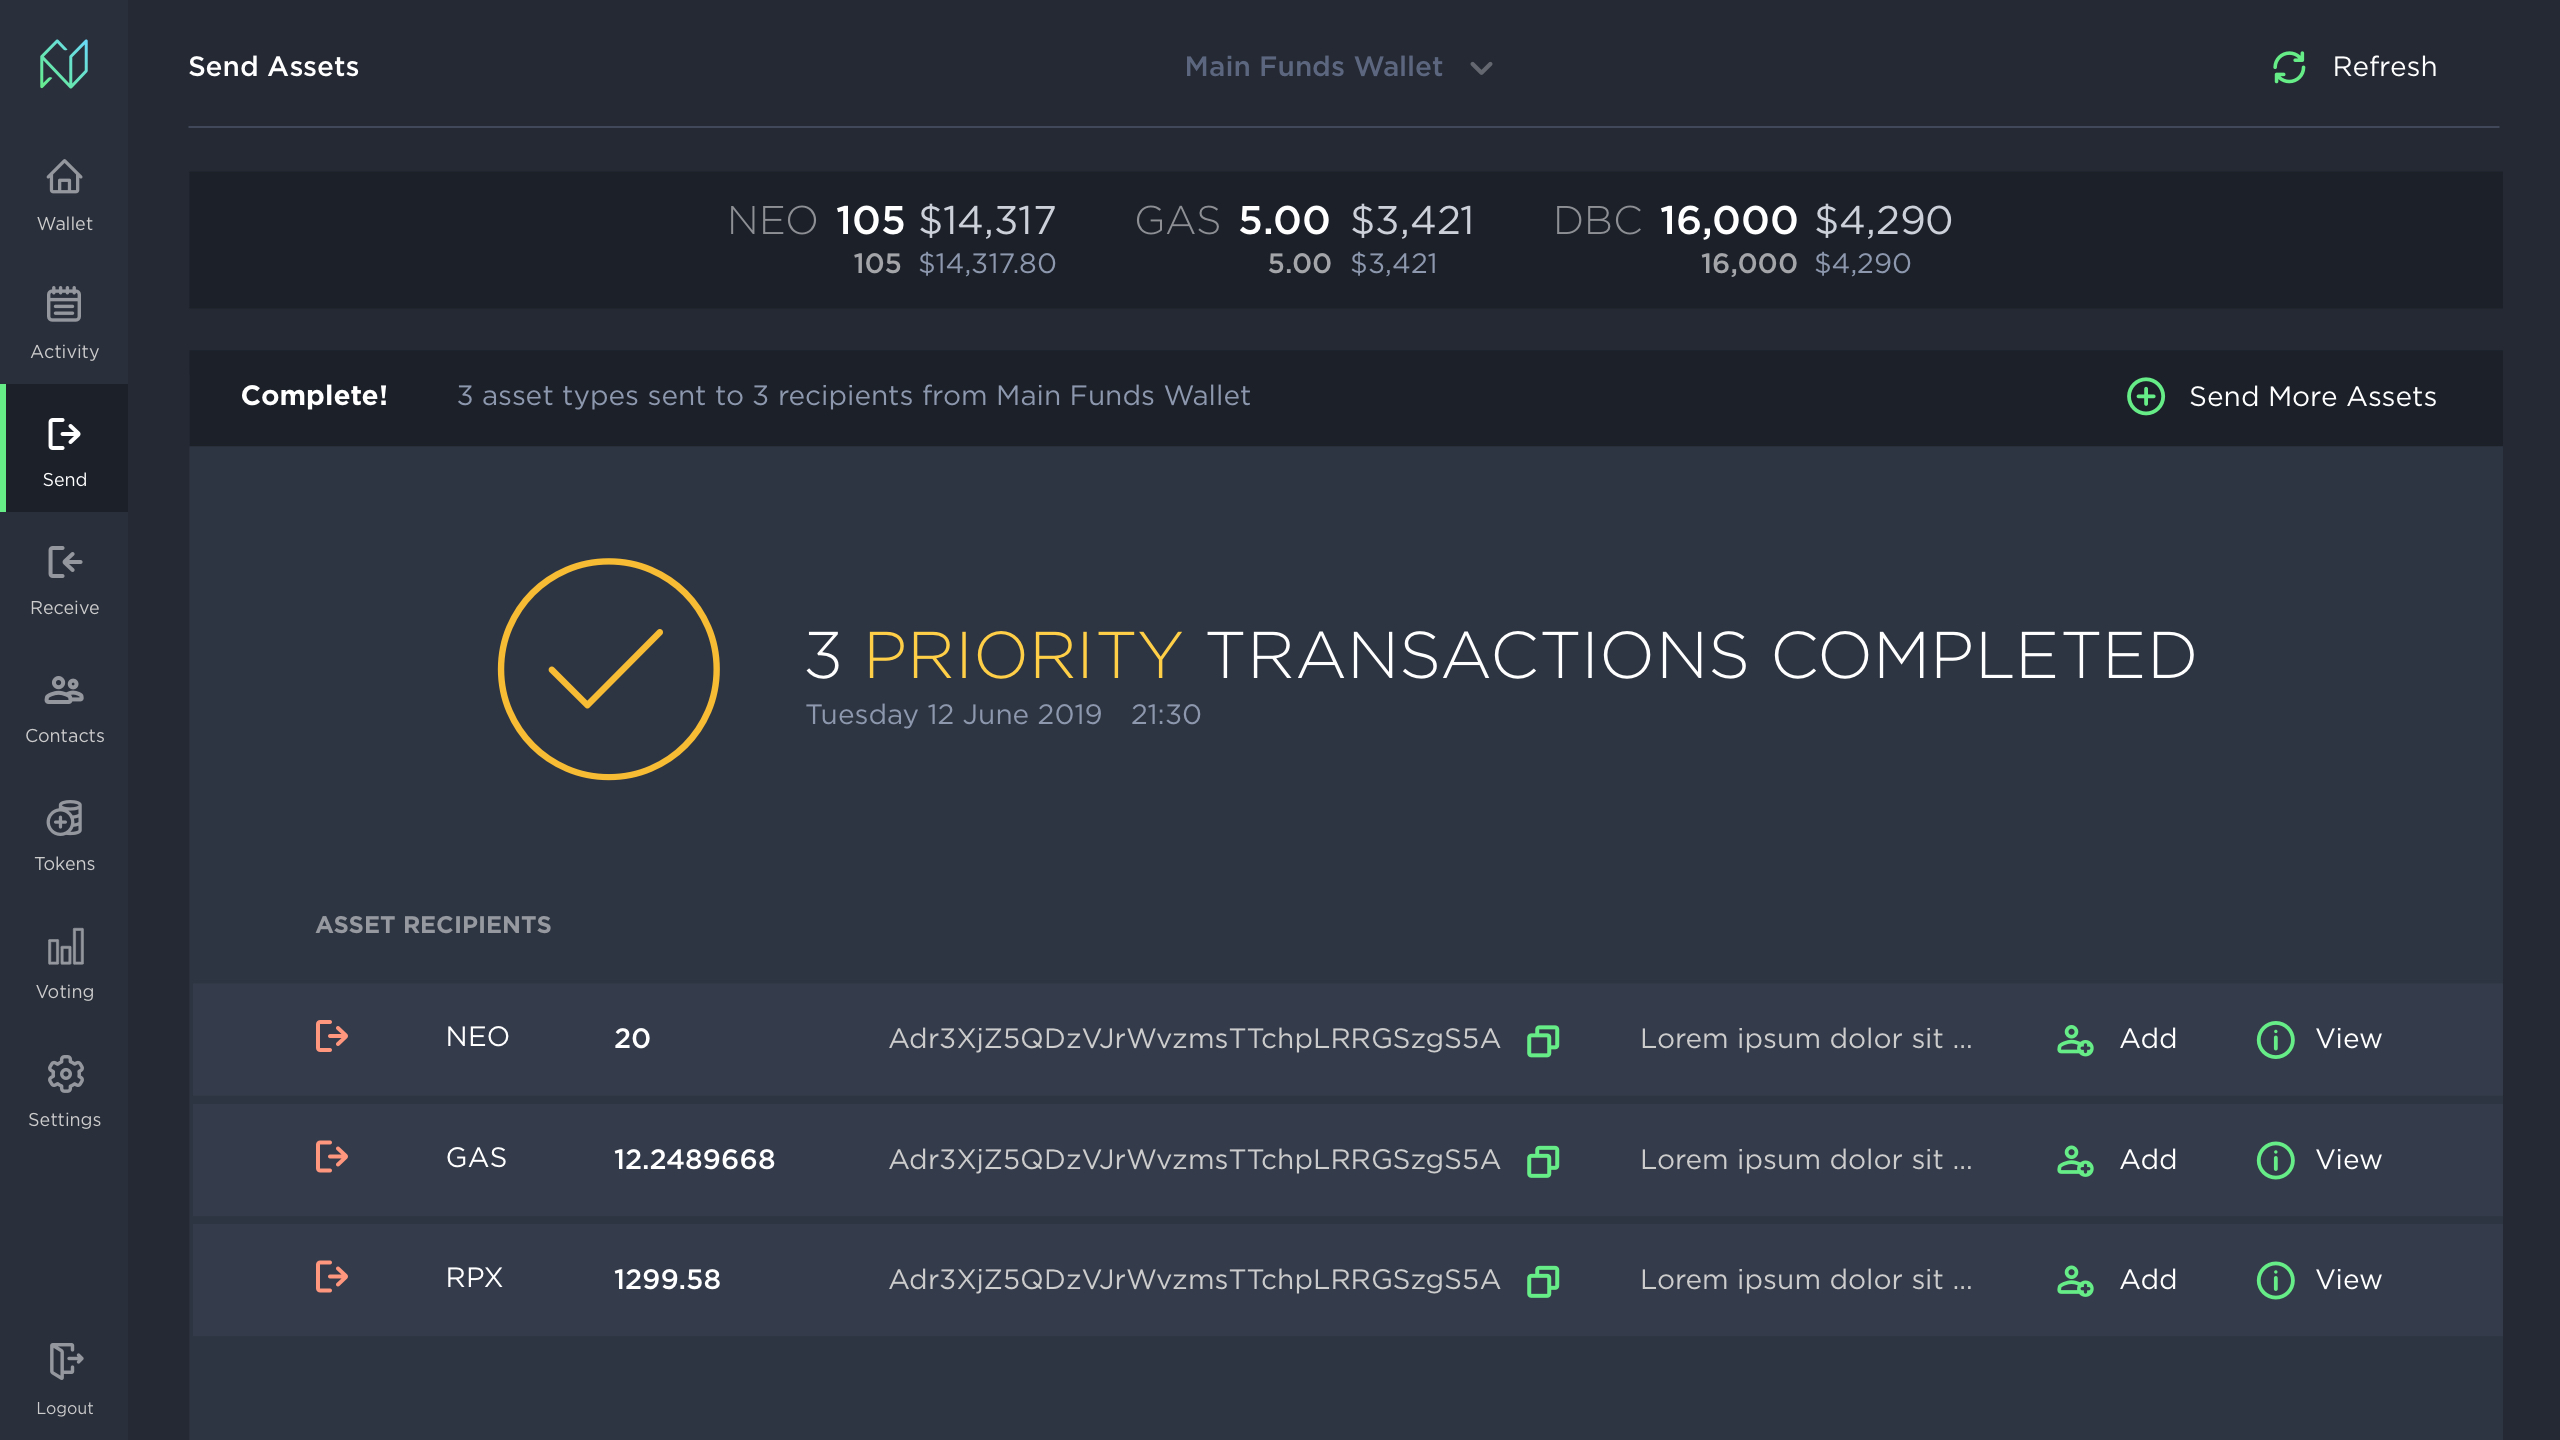 Send Assets
Main Funds Wallet
Refresh
Wallet
Activity
Send
Receive
Contacts
Tokens
Voting
Settings
Logout
NEO 105 $14,317
105 $14,317.80
GAS 5.00 $3,421
5.00 $3,421
DBC 16,000 $4,290
16,000 $4,290
Complete! 3 asset types sent to 3 recipients from Main Funds Wallet
Send More Assets
3 PRIORITY TRANSACTIONS COMPLETED
Tuesday 12 June 2019 21:30
ASSET RECIPIENTS
NEO 20 Adr3XjZ5QDzVJrWvzmsTTchpLRRGSzgS5A Lorem ipsum dolor sit ... Add View
GAS 12.2489668 Adr3XjZ5QDzVJrWvzmsTTchpLRRGSzgS5A Lorem ipsum dolor sit ... Add View
RPX 1299.58 Adr3XjZ5QDzVJrWvzmsTTchpLRRGSzgS5A Lorem ipsum dolor sit ... Add View